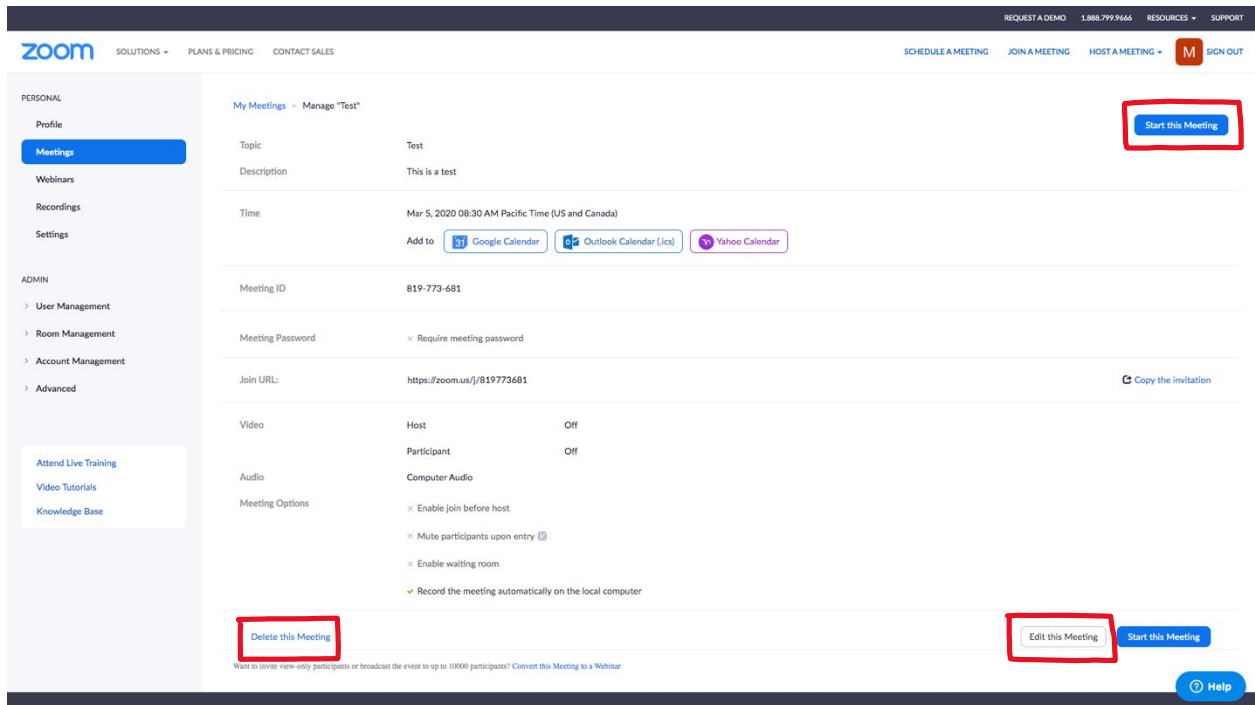 REQUEST A DEMO 1.888.799.9666 RESOURCES SUPPORT
zoom SOLUTIONS PLANS & PRICING CONTACT SALES SCHEDULE A MEETING JOIN A MEETING HOST A MEETING M SIGN OUT
PERSONAL
Profile
Meetings
Webinars
Recordings
Settings
ADMIN
> User Management
> Room Management
> Account Management
> Advanced
Attend Live Training
Video Tutorials
Knowledge Base
My Meetings > Manage "Test"
Start this Meeting
Topic Test
Description This is a test
Time Mar 5, 2020 08:30 AM Pacific Time (US and Canada)
Add to 31 Google Calendar Outlook Calendar (.ics) Yahoo Calendar
Meeting ID 819-773-681
Meeting Password × Require meeting password
Join URL: https://zoom.us/j/819773681 Copy the invitation
Video Host Off
Participant Off
Audio Computer Audio
Meeting Options × Enable join before host
× Mute participants upon entry
× Enable waiting room
✓ Record the meeting automatically on the local computer
Delete this Meeting Edit this Meeting Start this Meeting
Want to invite view-only participants or broadcast the event to up to 10000 participants? Convert this Meeting to a Webinar
? Help